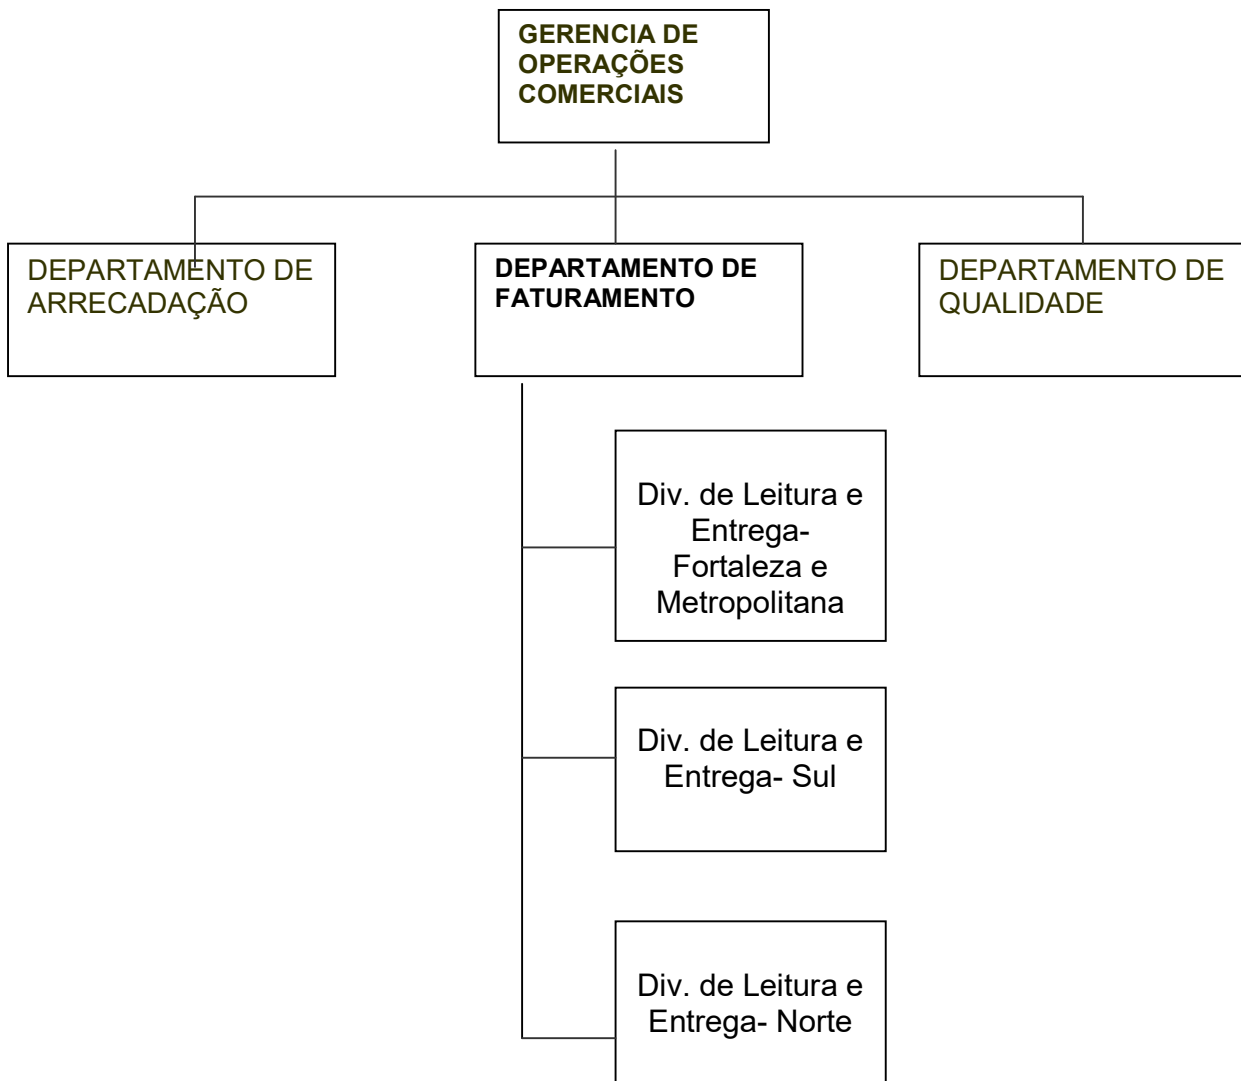 GERENCIA DE
OPERAÇÕES
COMERCIAIS
DEPARTAMENTO DE
ARRECADAÇÃO
DEPARTAMENTO DE
FATURAMENTO
DEPARTAMENTO DE
QUALIDADE
Div. de Leitura e
Entrega-
Fortaleza e
Metropolitana
Div. de Leitura e
Entrega- Sul
Div. de Leitura e
Entrega- Norte